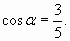 cos α = 3/5.